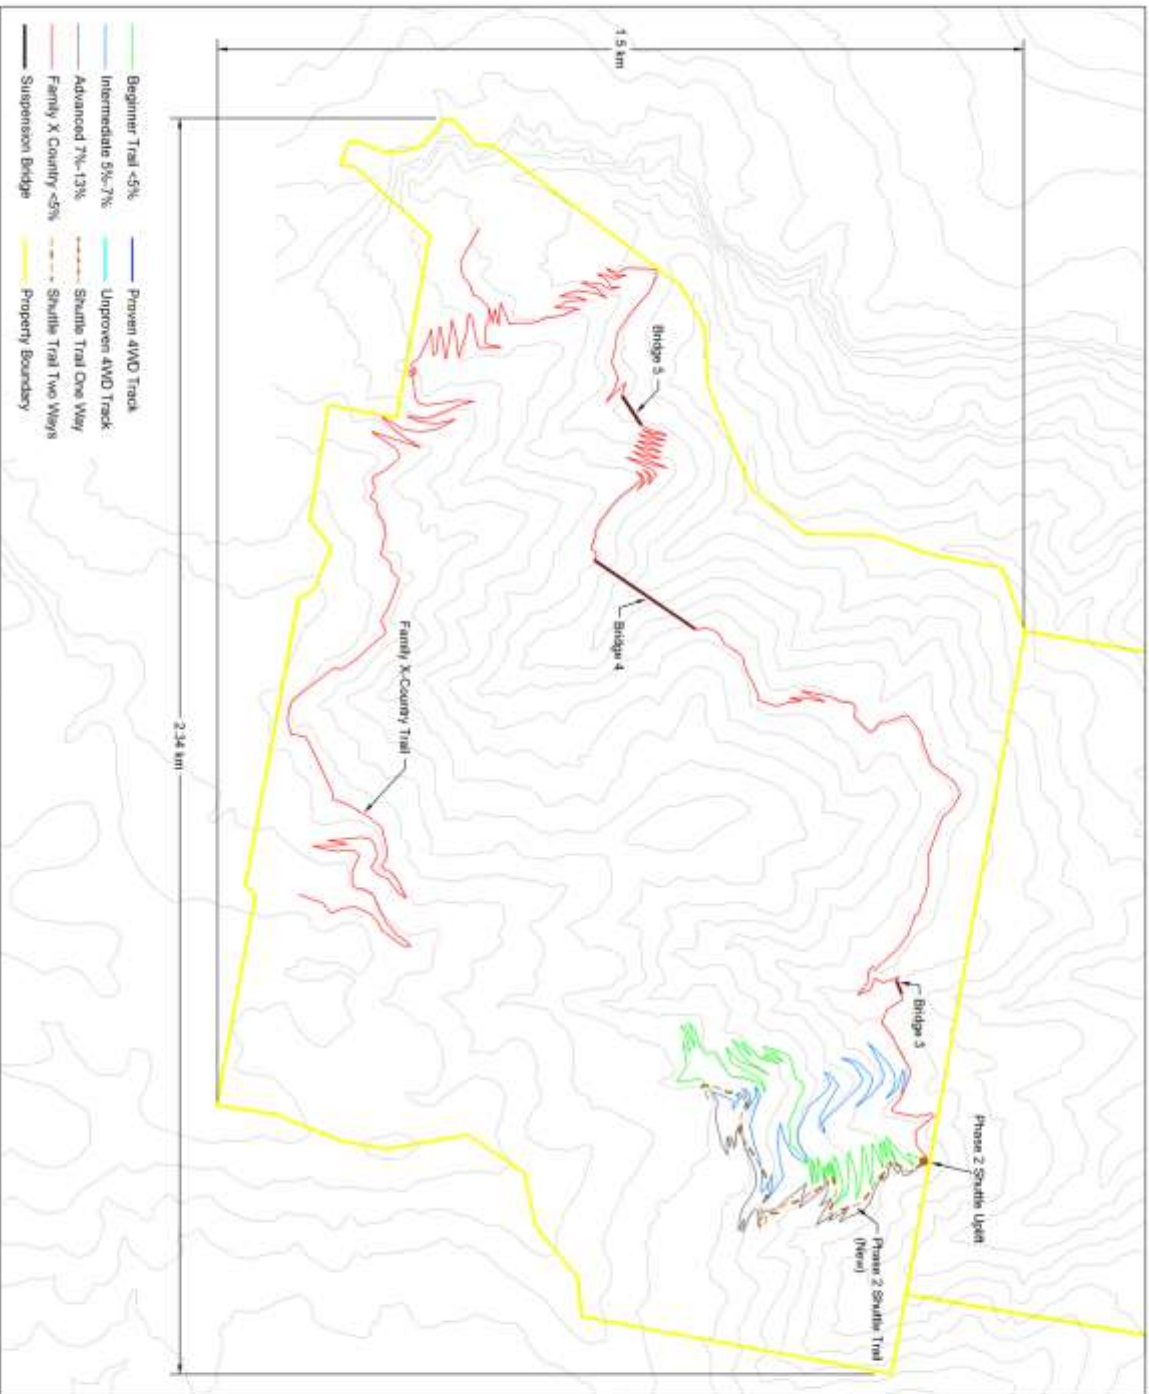 1.5 km
Bridge 5
Bridge 4
Bridge 3
Phase 2 Shuttle Uplift
Phase 2 Shuttle Trail
(New)
Family X-Country Trail
2.34 km
Beginner Trail <5%
Intermediate 5%-7%
Advanced 7%-13%
Family X Country <5%
Suspension Bridge
Proven 4WD Track
Unproven 4WD Track
Shuttle Trail One Way
Shuttle Trail Two Ways
Property Boundary